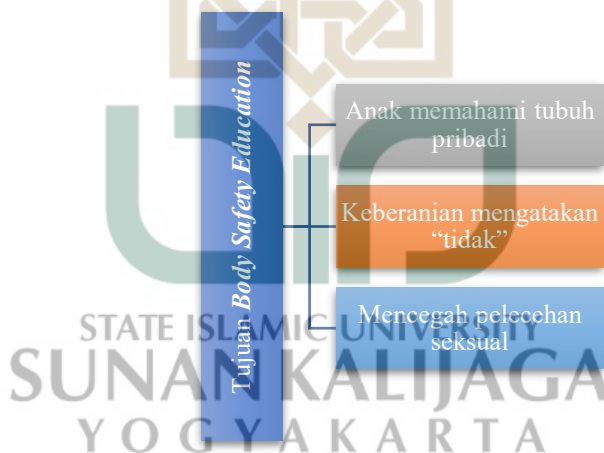 Tujuan Body Safety Education
Anak memahami tubuh
pribadi
Keberanian mengatakan
“tidak”
Mencegah pelecehan
seksual
STATE ISLAMIC UNIVERSITY
SUNAN KALIJAGA
YOGYAKARTA